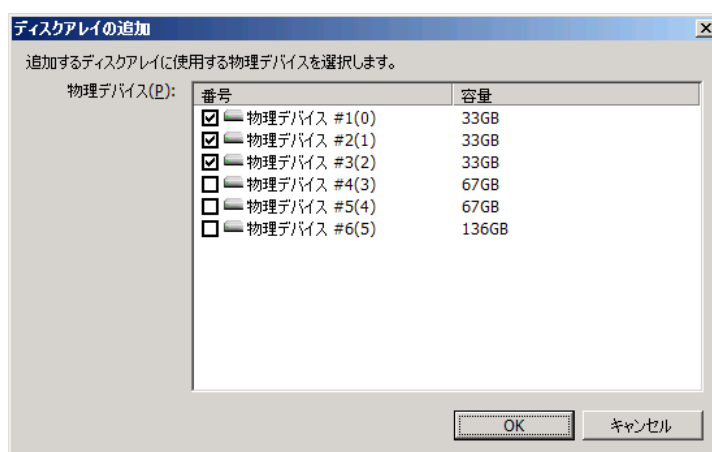 ディスクアレイの追加
追加するディスクアレイに使用する物理デバイスを選択します。
物理デバイス(P):
番号 容量
物理デバイス #1(0) 33GB
物理デバイス #2(1) 33GB
物理デバイス #3(2) 33GB
物理デバイス #4(3) 67GB
物理デバイス #5(4) 67GB
物理デバイス #6(5) 136GB
OK キャンセル